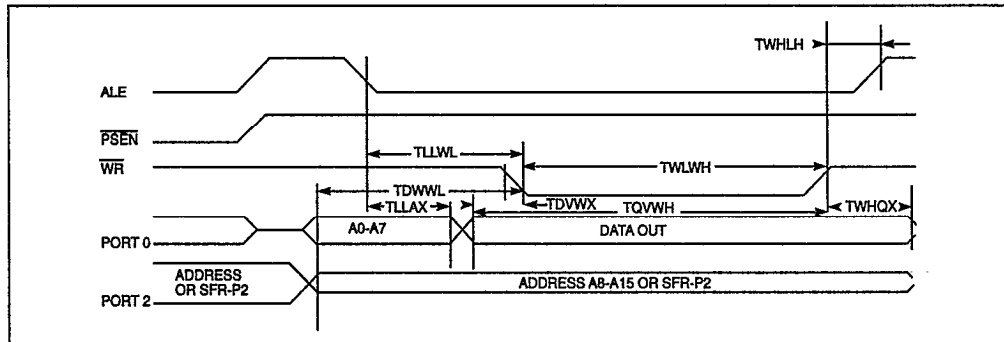 TWHLH
ALE
PSEN
TLLWL
TWLWH
WR
TDWWL
TLLAX
TDVWX
TQVWH
TWHQX
PORT 0
A0-A7
DATA OUT
ADDRESS
OR SFR-P2
PORT 2
ADDRESS A8-A15 OR SFR-P2